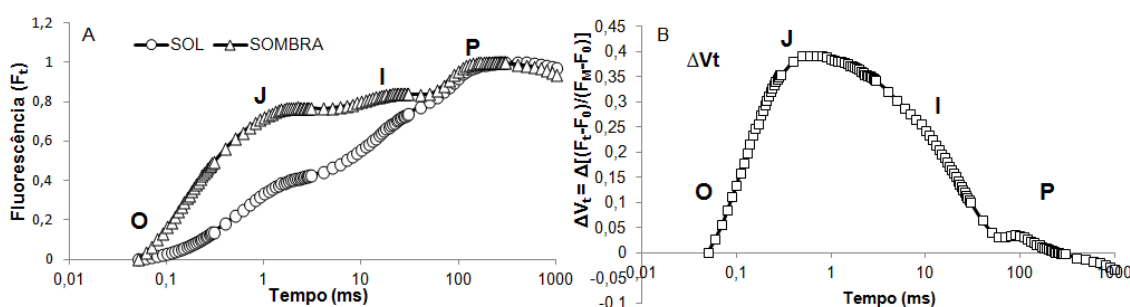 A
SOL SOMBRA
O
J
I
P
Fluorescência (Ft)
1,2
1
0,8
0,6
0,4
0,2
0
0,01 0,1 1 10 100 1000
Tempo (ms)
B
ΔVt
O
J
I
P
ΔVt = Δ[(Ft-F0)/(FM-F0)]
0,45
0,40
0,35
0,3
0,25
0,2
0,15
0,1
0,05
0
-0,05
-0,1
0,01 0,1 1 10 100 1000
Tempo (ms)